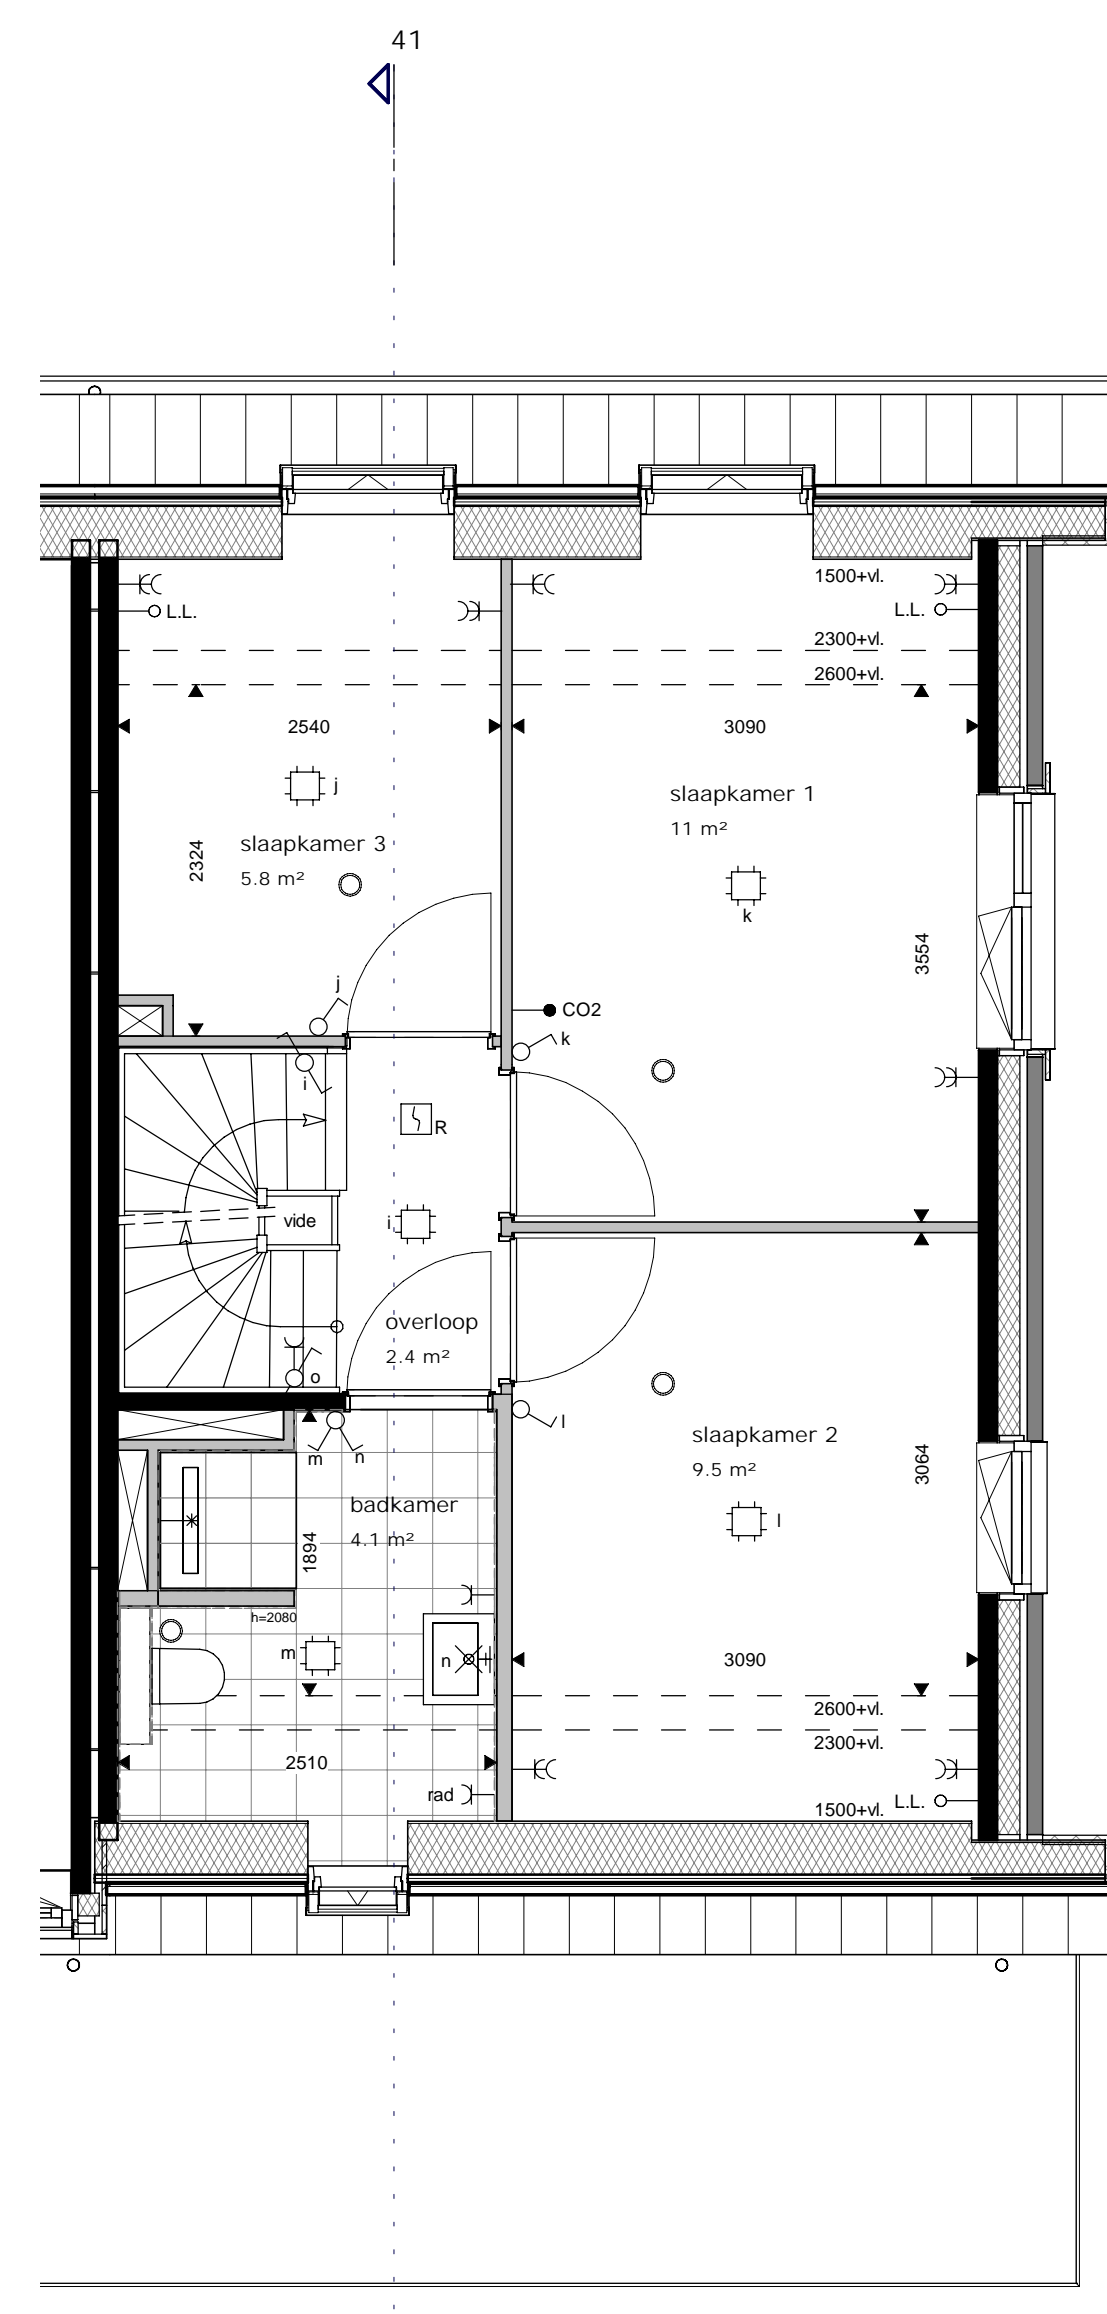 41
1500+vl.
L.L.
L.L.
2300+vl.
2600+vl.
2540
3090
j
slaapkamer 1
11 m²
slaapkamer 3
5.8 m²
2324
k
3554
j
CO2
k
i
R
vide
i
overloop
2.4 m²
o
l
m
n
slaapkamer 2
9.5 m²
3064
badkamer
4.1 m²
1894
l
h=2080
m
n
3090
2600+vl.
2300+vl.
2510
rad
L.L.
1500+vl.